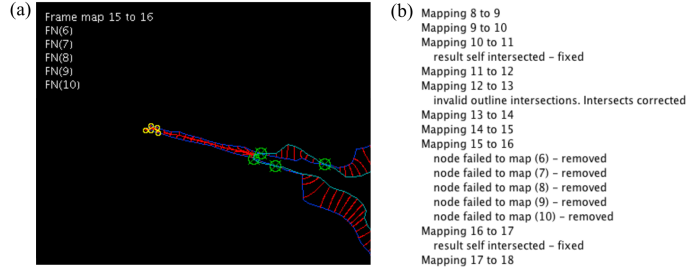 (a)
Frame map 15 to 16
FN(6)
FN(7)
FN(8)
FN(9)
FN(10)
(b)
Mapping 8 to 9
Mapping 9 to 10
Mapping 10 to 11
result self intersected – fixed
Mapping 11 to 12
Mapping 12 to 13
invalid outline intersections. Intersects corrected
Mapping 13 to 14
Mapping 14 to 15
Mapping 15 to 16
node failed to map (6) – removed
node failed to map (7) – removed
node failed to map (8) – removed
node failed to map (9) – removed
node failed to map (10) – removed
Mapping 16 to 17
result self intersected – fixed
Mapping 17 to 18